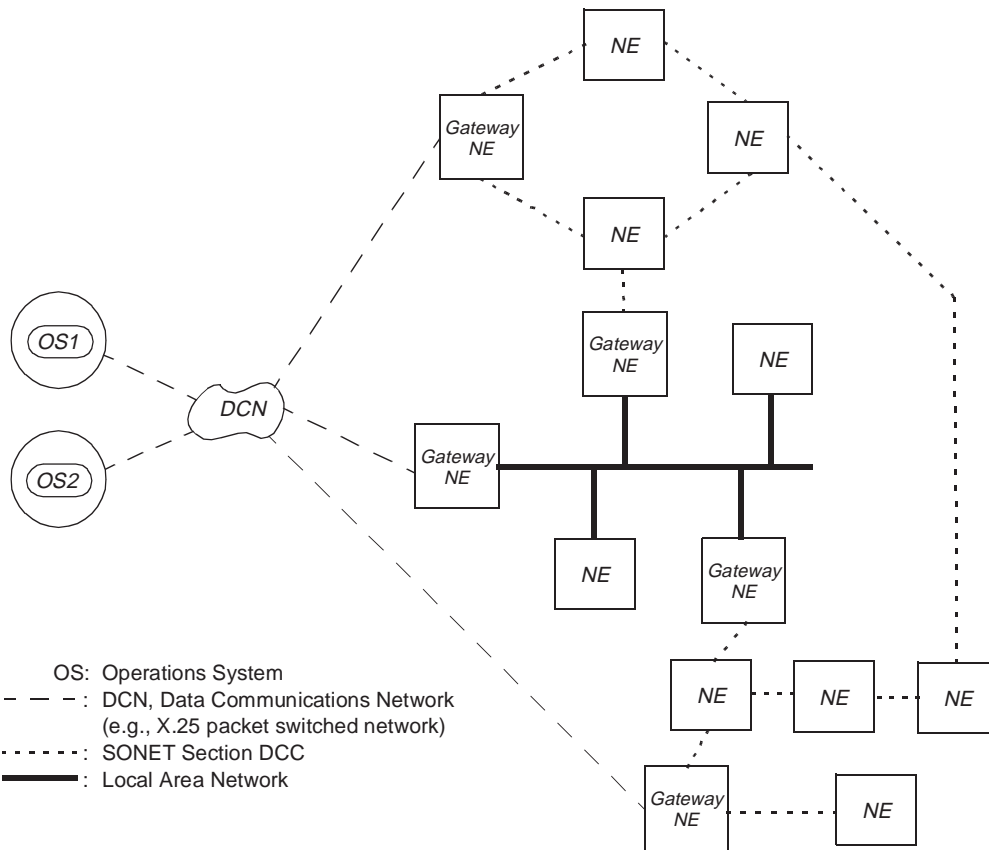 NE
Gateway
NE
NE
NE
OS1
Gateway
NE
NE
DCN
Gateway
NE
OS2
NE
Gateway
NE
OS: Operations System
: DCN, Data Communications Network
(e.g., X.25 packet switched network)
: SONET Section DCC
: Local Area Network
NE
NE
NE
Gateway
NE
NE